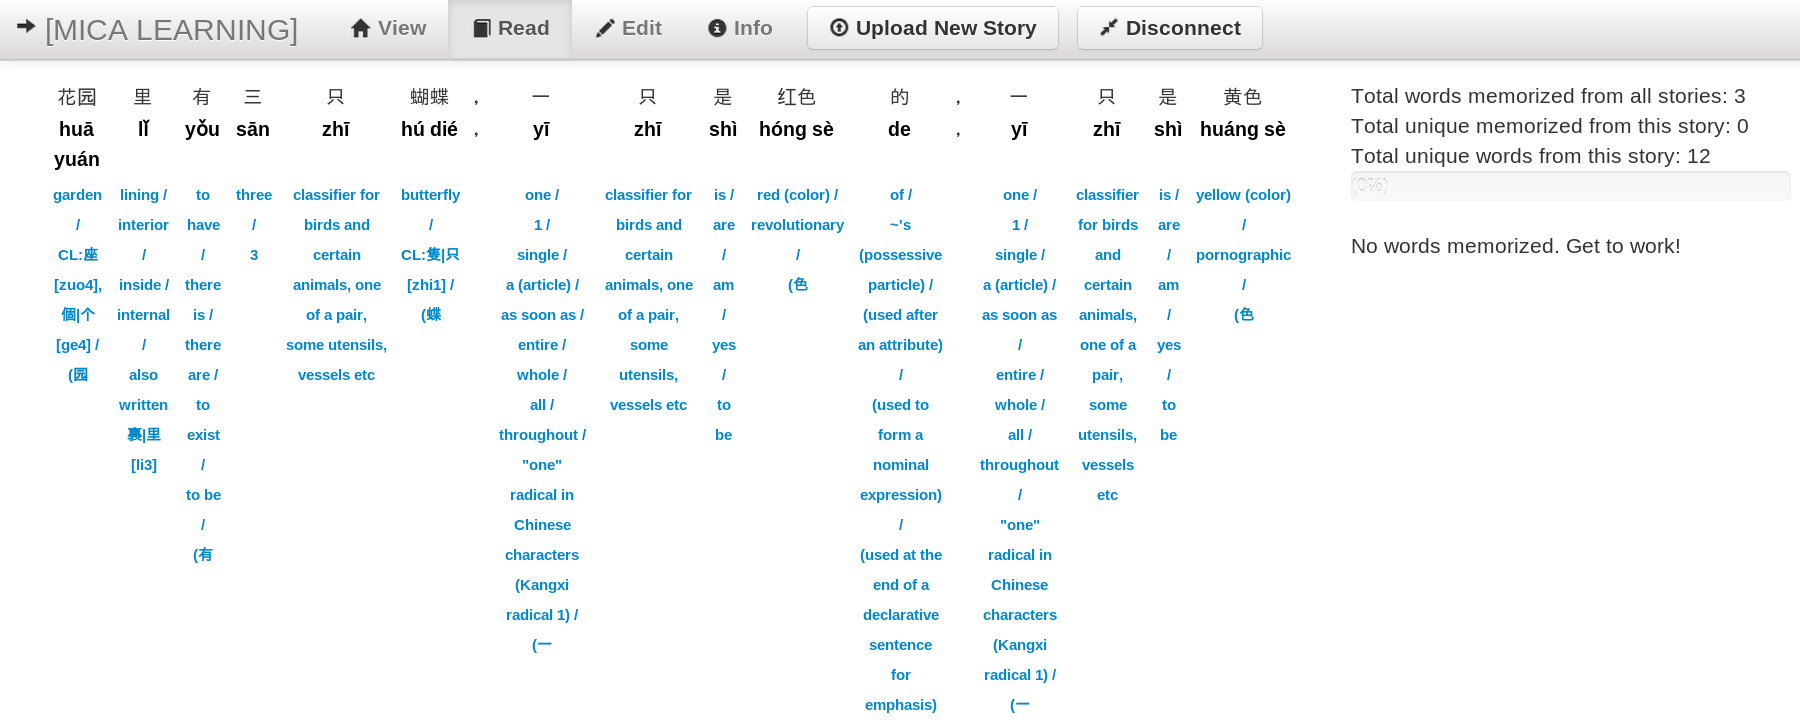 [MICA LEARNING] View Read Edit Info Upload New Story Disconnect
花园 里 有 三 只 蝴蝶 ， 一 只 是 红色 的 ， 一 只 是 黄色
huā yuán lǐ yǒu sān zhī hú dié , yī zhī shì hóng sè de , yī zhī shì huáng sè
garden / CL:座[zuo4],個|个[ge4] / (园
lining / interior / inside / internal / also written 裏|里[li3]
to have / there is / there are / to exist / to be / (有
three / 3
classifier for birds and certain animals, one of a pair, some utensils, vessels etc
butterfly / CL:隻|只[zhi1] / (蝶
one / 1 / single / a (article) / as soon as / entire / whole / all / throughout / "one" radical in Chinese characters (Kangxi radical 1) / (一
classifier for birds and certain animals, one of a pair, some utensils, vessels etc
is / are / am / yes / to be
red (color) / revolutionary / (色
of / ~'s (possessive particle) / (used after an attribute) / (used to form a nominal expression) / (used at the end of a declarative sentence for emphasis)
one / 1 / single / a (article) / as soon as / entire / whole / all / throughout / "one" radical in Chinese characters (Kangxi radical 1) / (一
classifier for birds and certain animals, one of a pair, some utensils, vessels etc
is / are / am / yes / to be
yellow (color) / pornographic / (色
Total words memorized from all stories: 3
Total unique memorized from this story: 0
Total unique words from this story: 12
(0%)
No words memorized. Get to work!